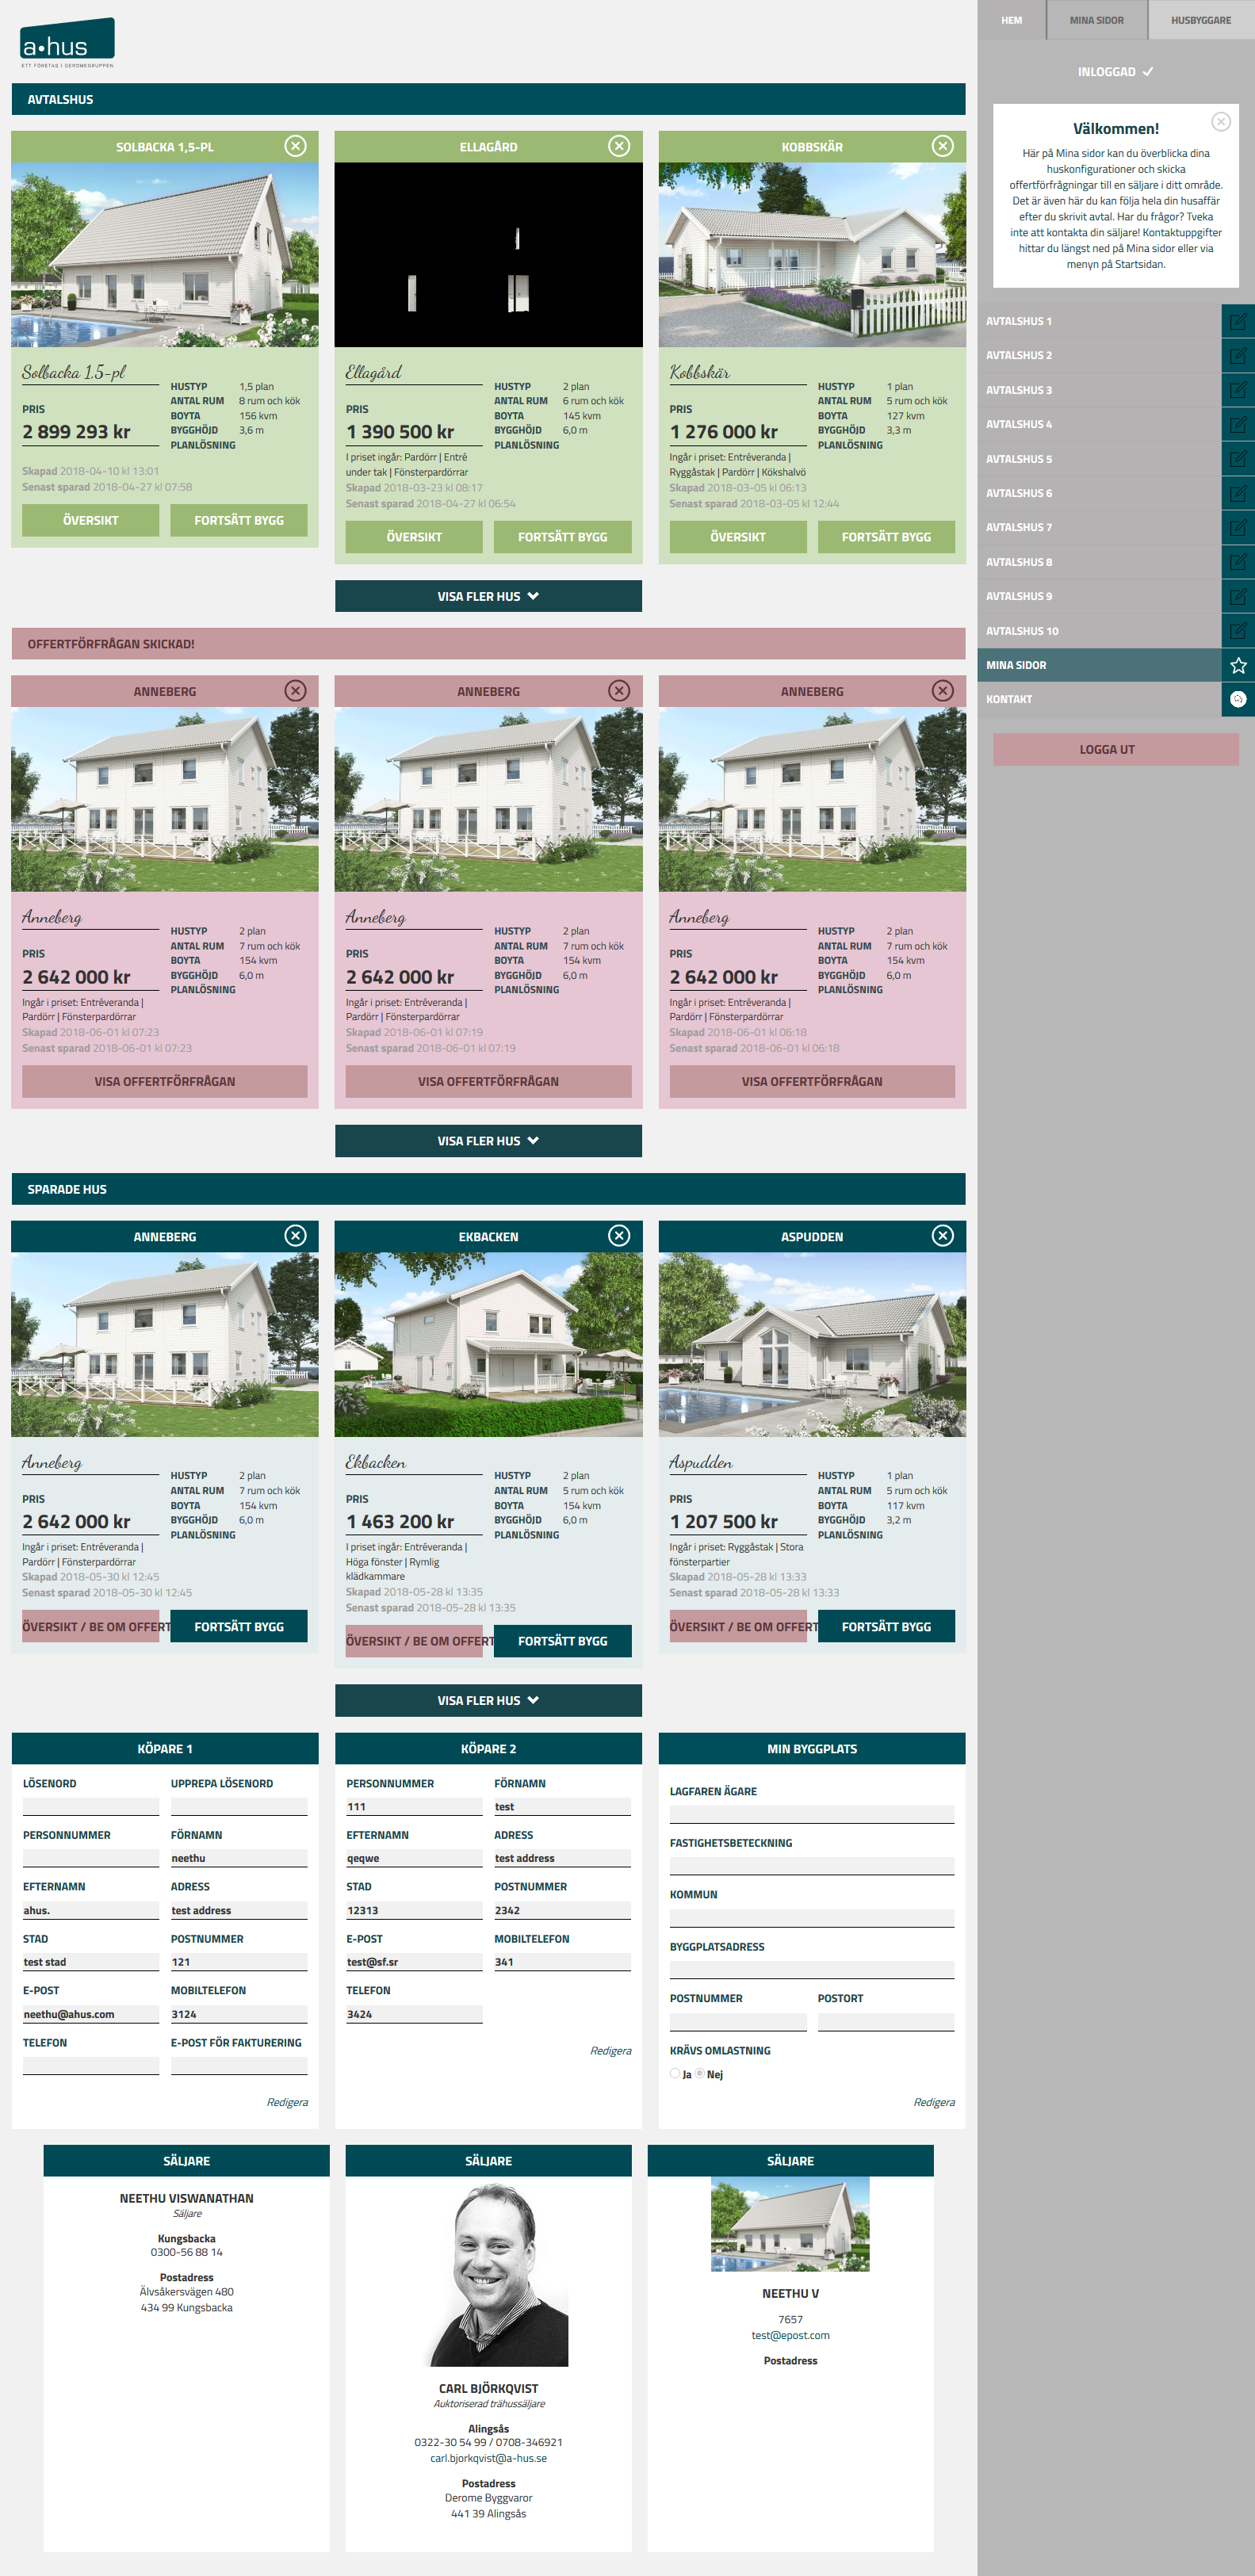 a•hus
ETT FÖRETAG I DEROMEGRUPPEN
HEM
MINA SIDOR
HUSBYGGARE
INLOGGAD
Välkommen!
Här på Mina sidor kan du överblicka dina
huskonfigurationer och skicka
offertförfrågningar till en säljare i ditt område.
Det är även här du kan följa hela din husaffär
efter du skrivit avtal. Har du frågor? Tveka
inte att kontakta din säljare! Kontaktuppgifter
hittar du längst ned på Mina sidor eller via
menyn på Startsidan.
AVTALSHUS 1
AVTALSHUS 2
AVTALSHUS 3
AVTALSHUS 4
AVTALSHUS 5
AVTALSHUS 6
AVTALSHUS 7
AVTALSHUS 8
AVTALSHUS 9
AVTALSHUS 10
MINA SIDOR
KONTAKT
LOGGA UT
AVTALSHUS
SOLBACKA 1,5-PL
Solbacka 1,5-pl
PRIS
2 899 293 kr
HUSTYP 1,5 plan
ANTAL RUM 8 rum och kök
BOYTA 156 kvm
BYGGHÖJD 3,6 m
PLANLÖSNING
Skapad 2018-04-10 kl 13:01
Senast sparad 2018-04-27 kl 07:58
ÖVERSIKT
FORTSÄTT BYGG
ELLAGÅRD
Ellagård
PRIS
1 390 500 kr
HUSTYP 2 plan
ANTAL RUM 6 rum och kök
BOYTA 145 kvm
BYGGHÖJD 6,0 m
PLANLÖSNING
I priset ingår: Pardörr | Entré
under tak | Fönsterpardörrar
Skapad 2018-03-23 kl 08:17
Senast sparad 2018-04-27 kl 06:54
ÖVERSIKT
FORTSÄTT BYGG
KOBBSKÄR
Kobbskär
PRIS
1 276 000 kr
HUSTYP 1 plan
ANTAL RUM 5 rum och kök
BOYTA 127 kvm
BYGGHÖJD 3,3 m
PLANLÖSNING
Ingår i priset: Entréveranda |
Ryggåstak | Pardörr | Kökshalvö
Skapad 2018-03-05 kl 06:13
Senast sparad 2018-03-05 kl 12:44
ÖVERSIKT
FORTSÄTT BYGG
VISA FLER HUS
OFFERTFÖRFRÅGAN SKICKAD!
ANNEBERG
Anneberg
PRIS
2 642 000 kr
HUSTYP 2 plan
ANTAL RUM 7 rum och kök
BOYTA 154 kvm
BYGGHÖJD 6,0 m
PLANLÖSNING
Ingår i priset: Entréveranda |
Pardörr | Fönsterpardörrar
Skapad 2018-06-01 kl 07:23
Senast sparad 2018-06-01 kl 07:23
VISA OFFERTFÖRFRÅGAN
ANNEBERG
Anneberg
PRIS
2 642 000 kr
HUSTYP 2 plan
ANTAL RUM 7 rum och kök
BOYTA 154 kvm
BYGGHÖJD 6,0 m
PLANLÖSNING
Ingår i priset: Entréveranda |
Pardörr | Fönsterpardörrar
Skapad 2018-06-01 kl 07:19
Senast sparad 2018-06-01 kl 07:19
VISA OFFERTFÖRFRÅGAN
ANNEBERG
Anneberg
PRIS
2 642 000 kr
HUSTYP 2 plan
ANTAL RUM 7 rum och kök
BOYTA 154 kvm
BYGGHÖJD 6,0 m
PLANLÖSNING
Ingår i priset: Entréveranda |
Pardörr | Fönsterpardörrar
Skapad 2018-06-01 kl 06:18
Senast sparad 2018-06-01 kl 06:18
VISA OFFERTFÖRFRÅGAN
VISA FLER HUS
SPARADE HUS
ANNEBERG
Anneberg
PRIS
2 642 000 kr
HUSTYP 2 plan
ANTAL RUM 7 rum och kök
BOYTA 154 kvm
BYGGHÖJD 6,0 m
PLANLÖSNING
Ingår i priset: Entréveranda |
Pardörr | Fönsterpardörrar
Skapad 2018-05-30 kl 12:45
Senast sparad 2018-05-30 kl 12:45
ÖVERSIKT / BE OM OFFERT
FORTSÄTT BYGG
EKBACKEN
Ekbacken
PRIS
1 463 200 kr
HUSTYP 2 plan
ANTAL RUM 5 rum och kök
BOYTA 154 kvm
BYGGHÖJD 6,0 m
PLANLÖSNING
I priset ingår: Entréveranda |
Höga fönster | Rymlig
klädkammare
Skapad 2018-05-28 kl 13:35
Senast sparad 2018-05-28 kl 13:35
ÖVERSIKT / BE OM OFFERT
FORTSÄTT BYGG
ASPUDDEN
Aspudden
PRIS
1 207 500 kr
HUSTYP 1 plan
ANTAL RUM 5 rum och kök
BOYTA 117 kvm
BYGGHÖJD 3,2 m
PLANLÖSNING
Ingår i priset: Ryggåstak | Stora
fönsterpartier
Skapad 2018-05-28 kl 13:33
Senast sparad 2018-05-28 kl 13:33
ÖVERSIKT / BE OM OFFERT
FORTSÄTT BYGG
VISA FLER HUS
KÖPARE 1
LÖSENORD UPPREPA LÖSENORD
PERSONNUMMER FÖRNAMN
neethu
EFTERNAMN ADRESS
ahus. test address
STAD POSTNUMMER
test stad 121
E-POST MOBILTELEFON
neethu@ahus.com 3124
TELEFON E-POST FÖR FAKTURERING
Redigera
KÖPARE 2
PERSONNUMMER FÖRNAMN
111 test
EFTERNAMN ADRESS
qeqwe test address
STAD POSTNUMMER
12313 2342
E-POST MOBILTELEFON
test@sf.sr 341
TELEFON
3424
Redigera
MIN BYGGPLATS
LAGFAREN ÄGARE
FASTIGHETSBETECKNING
KOMMUN
BYGGPLATSADRESS
POSTNUMMER POSTORT
KRÄVS OMLASTNING
Ja Nej
Redigera
SÄLJARE
NEETHU VISWANATHAN
Säljare
Kungsbacka
0300-56 88 14
Postadress
Älvsåkersvägen 480
434 99 Kungsbacka
SÄLJARE
CARL BJÖRKQVIST
Auktoriserad trähussäljare
Alingsås
0322-30 54 99 / 0708-346921
carl.bjorkqvist@a-hus.se
Postadress
Derome Byggvaror
441 39 Alingsås
SÄLJARE
NEETHU V
7657
test@epost.com
Postadress